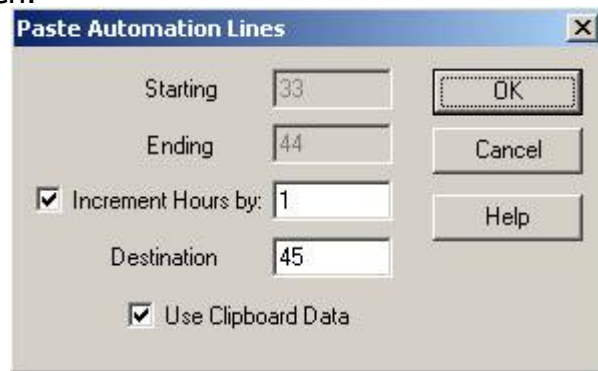 Paste Automation Lines
Starting 33
OK
Ending 44
Cancel
Increment Hours by: 1
Help
Destination 45
Use Clipboard Data